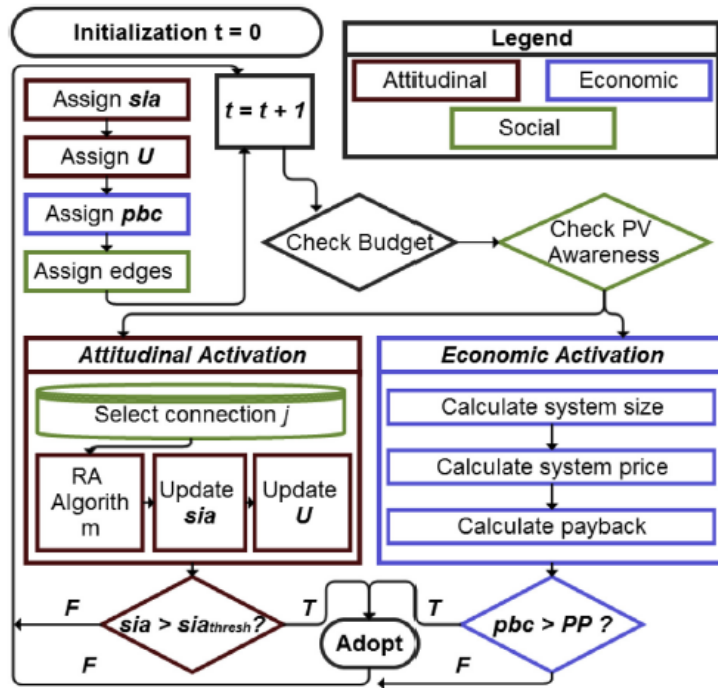 Initialization t = 0
Legend
Attitudinal
Economic
Social
Assign sia
Assign U
Assign pbc
Assign edges
t = t + 1
Check Budget
Check PV
Awareness
Attitudinal Activation
Select connection j
RA
Algorith
m
Update
sia
Update
U
Economic Activation
Calculate system size
Calculate system price
Calculate payback
F
sia > siathresh?
T
Adopt
T
pbc > PP ?
F
F